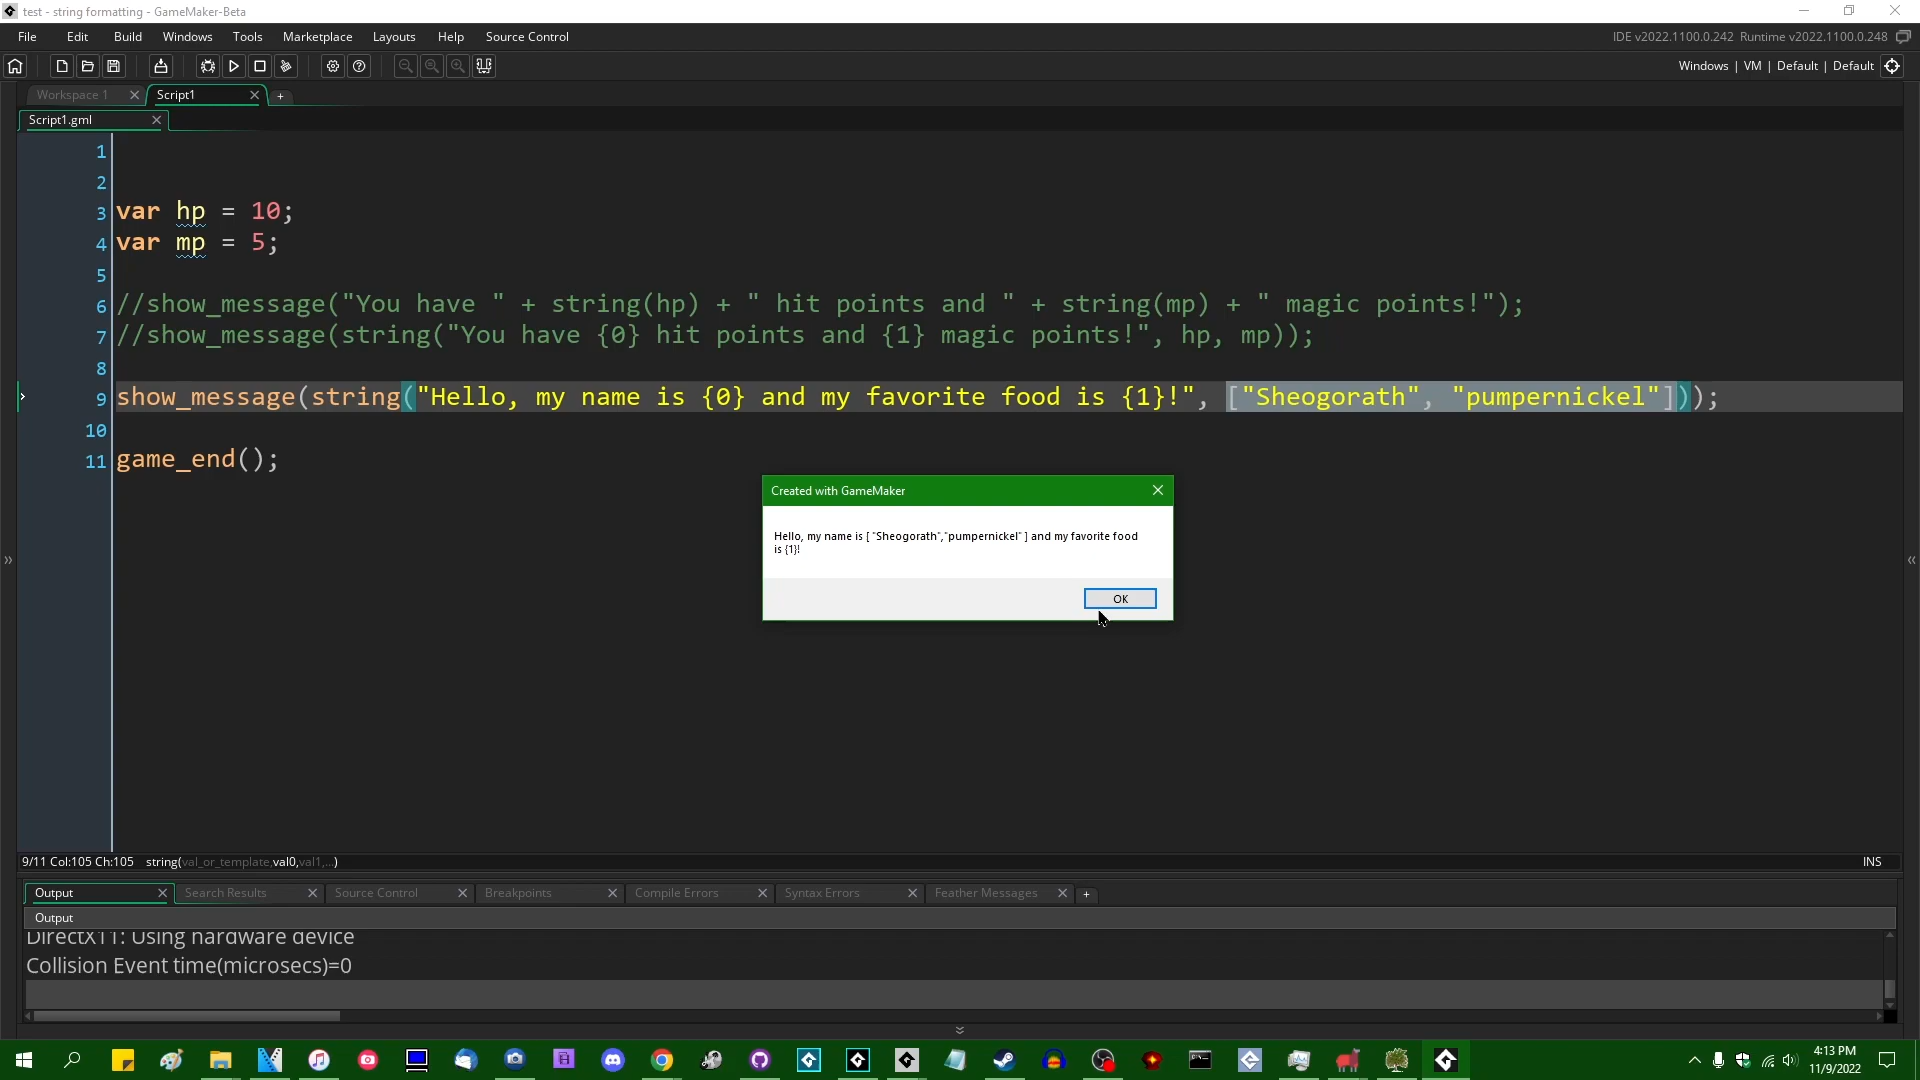 test - string formatting - GameMaker-Beta
File Edit Build Windows Tools Marketplace Layouts Help Source Control
IDE v2022.1100.0.242 Runtime v2022.1100.0.248
Windows | VM | Default | Default
Workspace 1
Script1
Script1.gml
1
2
3 var hp = 10;
4 var mp = 5;
5
6 //show_message("You have " + string(hp) + " hit points and " + string(mp) + " magic points!");
7 //show_message(string("You have {0} hit points and {1} magic points!", hp, mp));
8
9 show_message(string("Hello, my name is {0} and my favorite food is {1}!", ["Sheogorath", "pumpernickel"]));
10
11 game_end();
Created with GameMaker
Hello, my name is [ "Sheogorath","pumpernickel" ] and my favorite food
is {1}!
OK
9/11 Col:105 Ch:105 string(val_or_template,val0,val1,...)
INS
Output Search Results Source Control Breakpoints Compile Errors Syntax Errors Feather Messages
Output
DirectX11: Using hardware device
Collision Event time(microsecs)=0
4:13 PM
11/9/2022